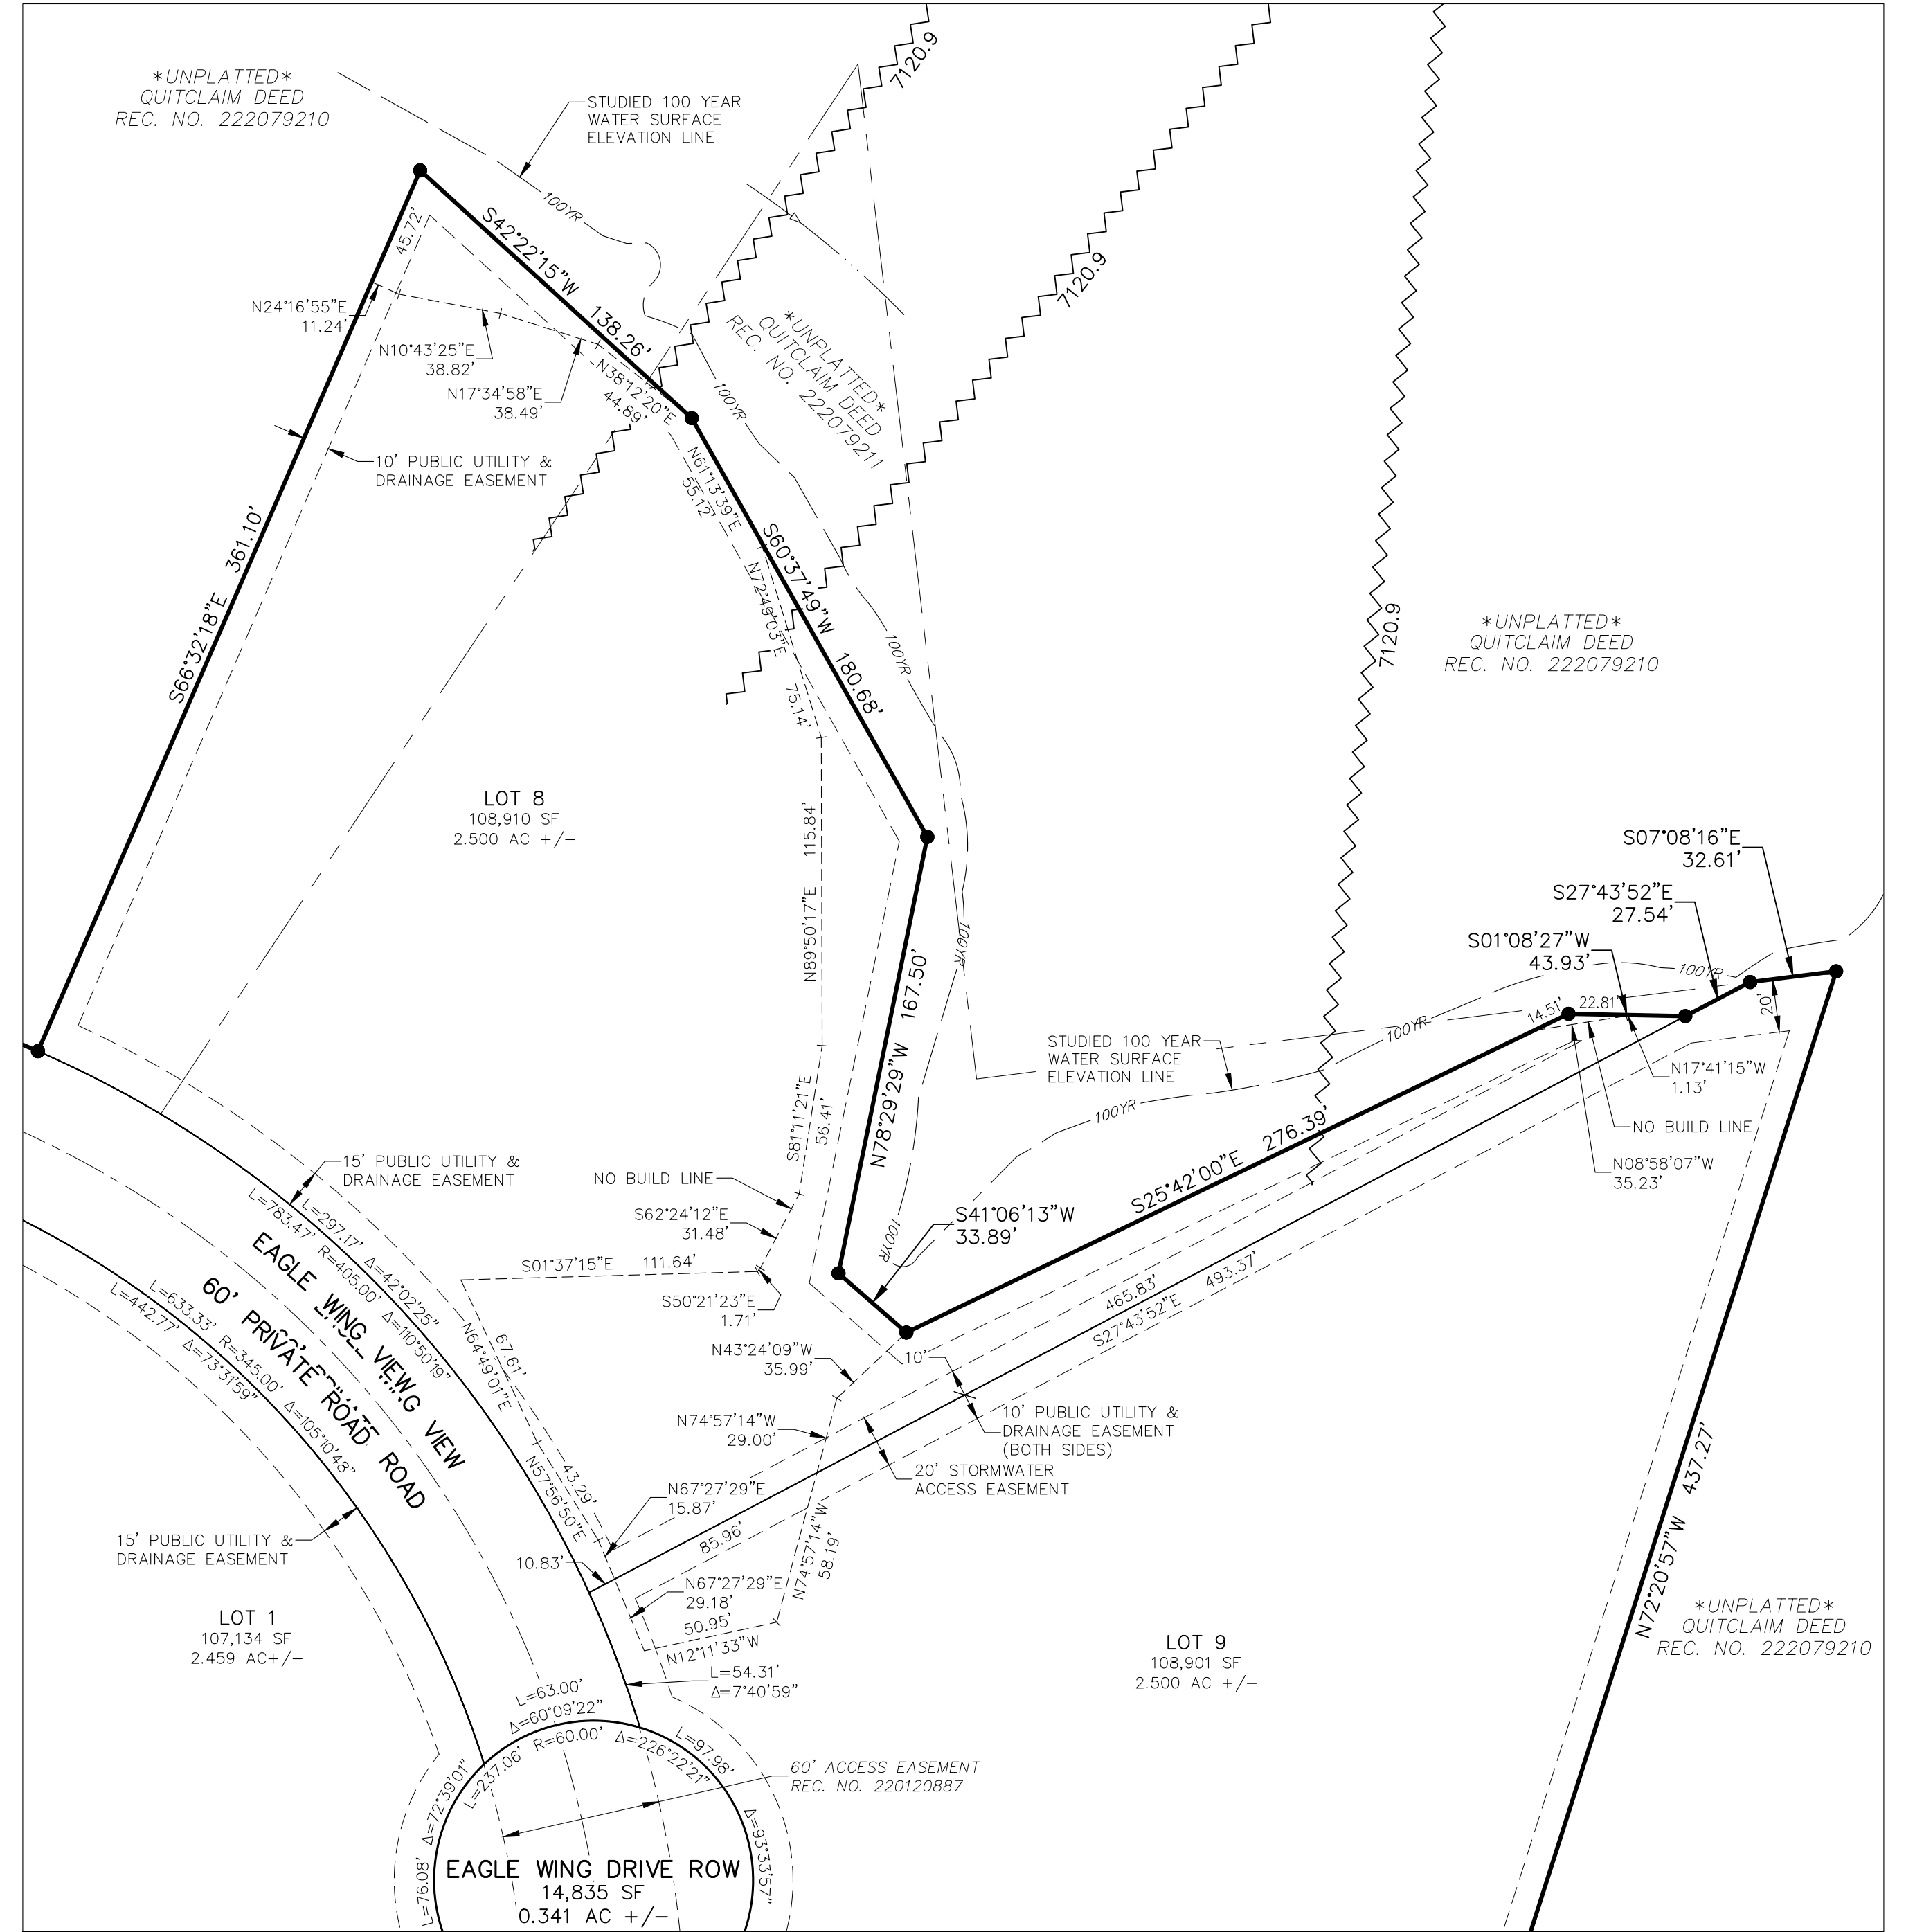 *UNPLATTED*
QUITCLAIM DEED
REC. NO. 222079210
STUDIED 100 YEAR
WATER SURFACE
ELEVATION LINE
7120.9
7120.9
7120.9
100YR
S42°22'15"W 138.26'
45.72'
N24°16'55"E
11.24'
N10°43'25"E
38.82'
N17°34'58"E
38.49'
N38°12'20"E
44.89'
*UNPLATTED*
QUITCLAIM DEED
REC. NO. 222079211
100YR
10' PUBLIC UTILITY &
DRAINAGE EASEMENT
S66°32'18"E 361.10'
N61°13'39"E
55.12'
S60°37'49"W 180.68'
N72°49'03"E 75.14'
100YR
*UNPLATTED*
QUITCLAIM DEED
REC. NO. 222079210
LOT 8
108,910 SF
2.500 AC +/-
N89°50'17"E 115.84'
100YR
N78°29'29"W 167.50'
S07°08'16"E
32.61'
S27°43'52"E
27.54'
S01°08'27"W
43.93'
100YR
14.51'
22.81'
20'
STUDIED 100 YEAR
WATER SURFACE
ELEVATION LINE
100YR
100YR
N17°41'15"W
1.13'
NO BUILD LINE
N08°58'07"W
35.23'
S81°11'21"E
56.41'
15' PUBLIC UTILITY &
DRAINAGE EASEMENT
NO BUILD LINE
S62°24'12"E
31.48'
S01°37'15"E 111.64'
S50°21'23"E
1.71'
100YR
S41°06'13"W
33.89'
S25°42'00"E 276.39'
465.83'
493.37'
S27°43'52"E
L=297.17' Δ=42°02'25"
L=783.47' R=405.00' Δ=110°50'19"
EAGLE WING VIEW
60' PRIVATE ROAD
L=633.33' R=345.00' Δ=105°10'48"
L=442.77' Δ=73°31'59"
67.61'
N64°49'01"E
N43°24'09"W
35.99'
10'
10' PUBLIC UTILITY &
DRAINAGE EASEMENT
(BOTH SIDES)
20' STORMWATER
ACCESS EASEMENT
N74°57'14"W
29.00'
43.29'
N57°56'50"E
N67°27'29"E
15.87'
85.96'
10.83'
N74°57'14"W
58.19'
N67°27'29"E
29.18'
50.95'
N12°11'33"W
15' PUBLIC UTILITY &
DRAINAGE EASEMENT
LOT 1
107,134 SF
2.459 AC+/-
L=54.31'
Δ=7°40'59"
LOT 9
108,901 SF
2.500 AC +/-
N72°20'57"W 437.27'
*UNPLATTED*
QUITCLAIM DEED
REC. NO. 222079210
L=63.00'
Δ=60°09'22"
L=237.06' R=60.00' Δ=226°22'21"
L=97.98'
Δ=93°33'57"
L=76.08' Δ=72°39'01"
60' ACCESS EASEMENT
REC. NO. 220120887
EAGLE WING DRIVE ROW
14,835 SF
0.341 AC +/-